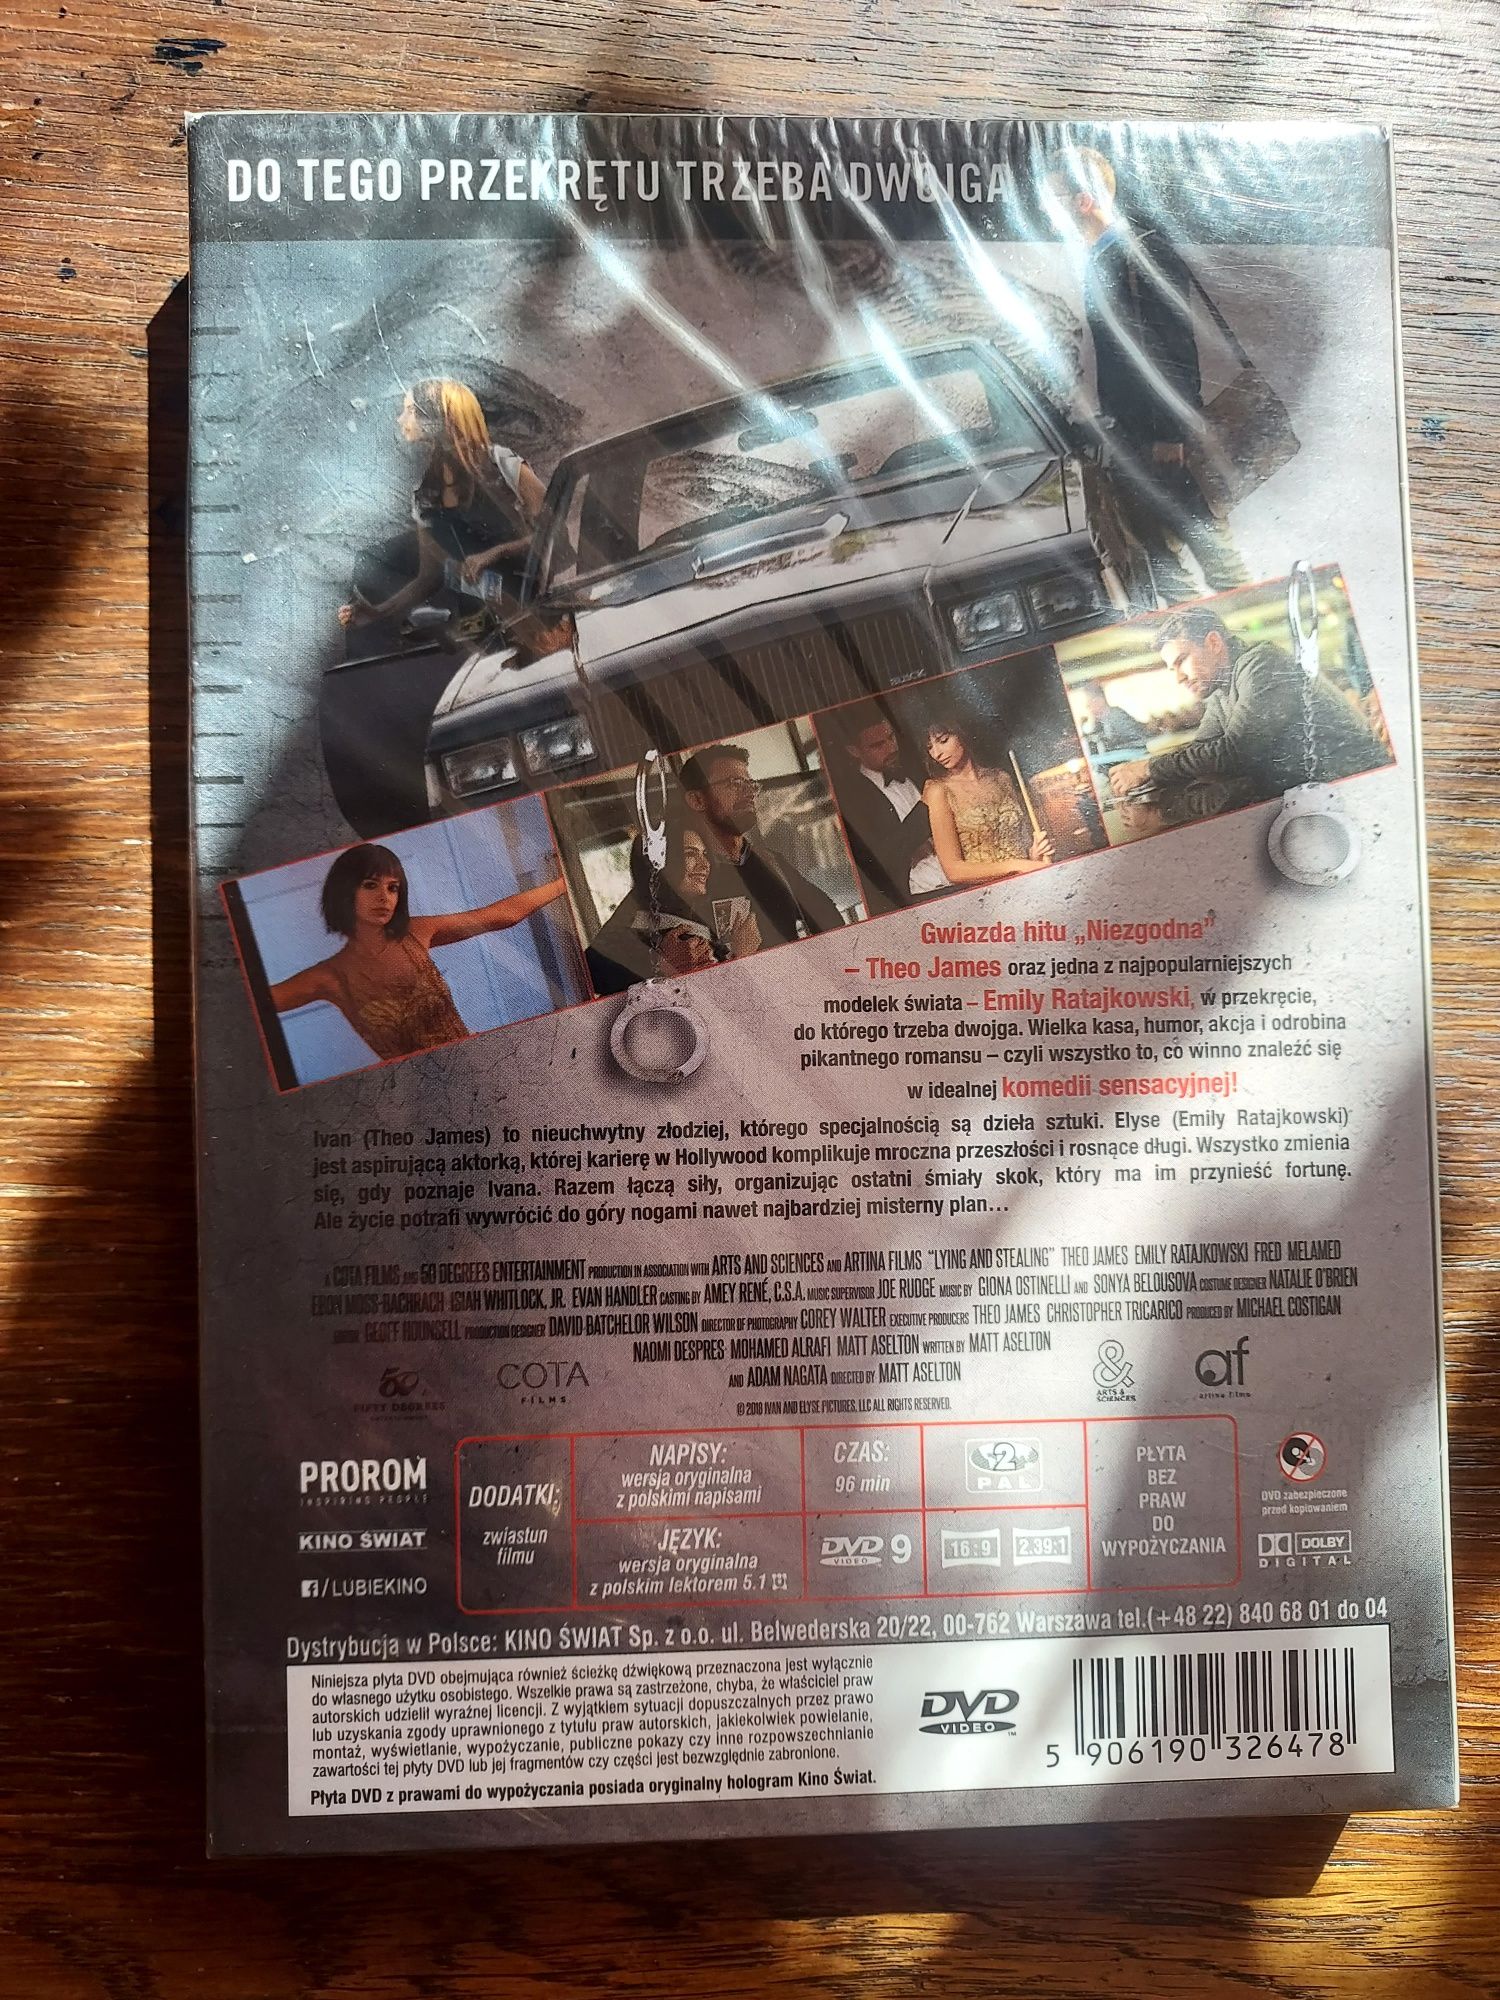 DO TEGO PRZEKRĘTU TRZEBA DWOJGA
BUICK
Gwiazda hitu „Niezgodna”
– Theo James oraz jedna z najpopularniejszych
modelek świata – Emily Ratajkowski, w przekręcie,
do którego trzeba dwojga. Wielka kasa, humor, akcja i odrobina
pikantnego romansu – czyli wszystko to, co winno znaleźć się
w idealnej komedii sensacyjnej!
Ivan (Theo James) to nieuchwytny złodziej, którego specjalnością są dzieła sztuki. Elyse (Emily Ratajkowski)
jest aspirującą aktorką, której karierę w Hollywood komplikuje mroczna przeszłość i rosnące długi. Wszystko zmienia
się, gdy poznaje Ivana. Razem łączą siły, organizując ostatni śmiały skok, który ma im przynieść fortunę.
Ale życie potrafi wywrócić do góry nogami nawet najbardziej misterny plan...
A COTA FILMS AND 50 DEGREES ENTERTAINMENT PRODUCTION IN ASSOCIATION WITH ARTS AND SCIENCES AND ARTINA FILMS "LYING AND STEALING" THEO JAMES EMILY RATAJKOWSKI FRED MELAMED
EBON MOSS-BACHRACH ISIAH WHITLOCK, JR. EVAN HANDLER CASTING BY AMEY RENÉ, C.S.A. MUSIC SUPERVISOR JOE RUDGE MUSIC BY GIONA OSTINELLI AND SONYA BELOUSOVA COSTUME DESIGNER NATALIE O'BRIEN
GEOFF HOUNSELL PRODUCTION DESIGNER DAVID BATCHELOR WILSON DIRECTOR OF PHOTOGRAPHY COREY WALTER EXECUTIVE PRODUCERS THEO JAMES CHRISTOPHER TRICARICO PRODUCED BY MICHAEL COSTIGAN
NAOMI DESPRES MOHAMED ALRAFI MATT ASELTON WRITTEN BY MATT ASELTON
AND ADAM NAGATA DIRECTED BY MATT ASELTON
© 2018 IVAN AND ELYSE PICTURES, LLC ALL RIGHTS RESERVED.
50
FIFTY DEGREES
ENTERTAINMENT
COTA
FILMS
&
ARTS &
SCIENCES
af
artina films
PROROM
INSPIRING PEOPLE
KINO ŚWIAT
f/LUBIEKINO
DODATKI:
zwiastun
filmu
NAPISY:
wersja oryginalna
z polskimi napisami
JĘZYK:
wersja oryginalna
z polskim lektorem 5.1
CZAS:
96 min
DVD VIDEO 9
2
PAL
16:9 2.39:1
PŁYTA
BEZ
PRAW
DO
WYPOŻYCZANIA
DVD zabezpieczone
przed kopiowaniem
DOLBY
DIGITAL
Dystrybucja w Polsce: KINO ŚWIAT Sp. z o.o. ul. Belwederska 20/22, 00-762 Warszawa tel.(+48 22) 840 68 01 do 04
Niniejsza płyta DVD obejmująca również ścieżkę dźwiękową przeznaczona jest wyłącznie
do własnego użytku osobistego. Wszelkie prawa są zastrzeżone, chyba, że właściciel praw
autorskich udzielił wyraźnej licencji. Z wyjątkiem sytuacji dopuszczalnych przez prawo
lub uzyskania zgody uprawnionego z tytułu praw autorskich, jakiekolwiek powielanie,
montaż, wyświetlanie, wypożyczanie, publiczne pokazy czy inne rozpowszechnianie
zawartości tej płyty DVD lub jej fragmentów czy części jest bezwzględnie zabronione.
Płyta DVD z prawami do wypożyczania posiada oryginalny hologram Kino Świat.
DVD
VIDEO
TM
5 906190 326478